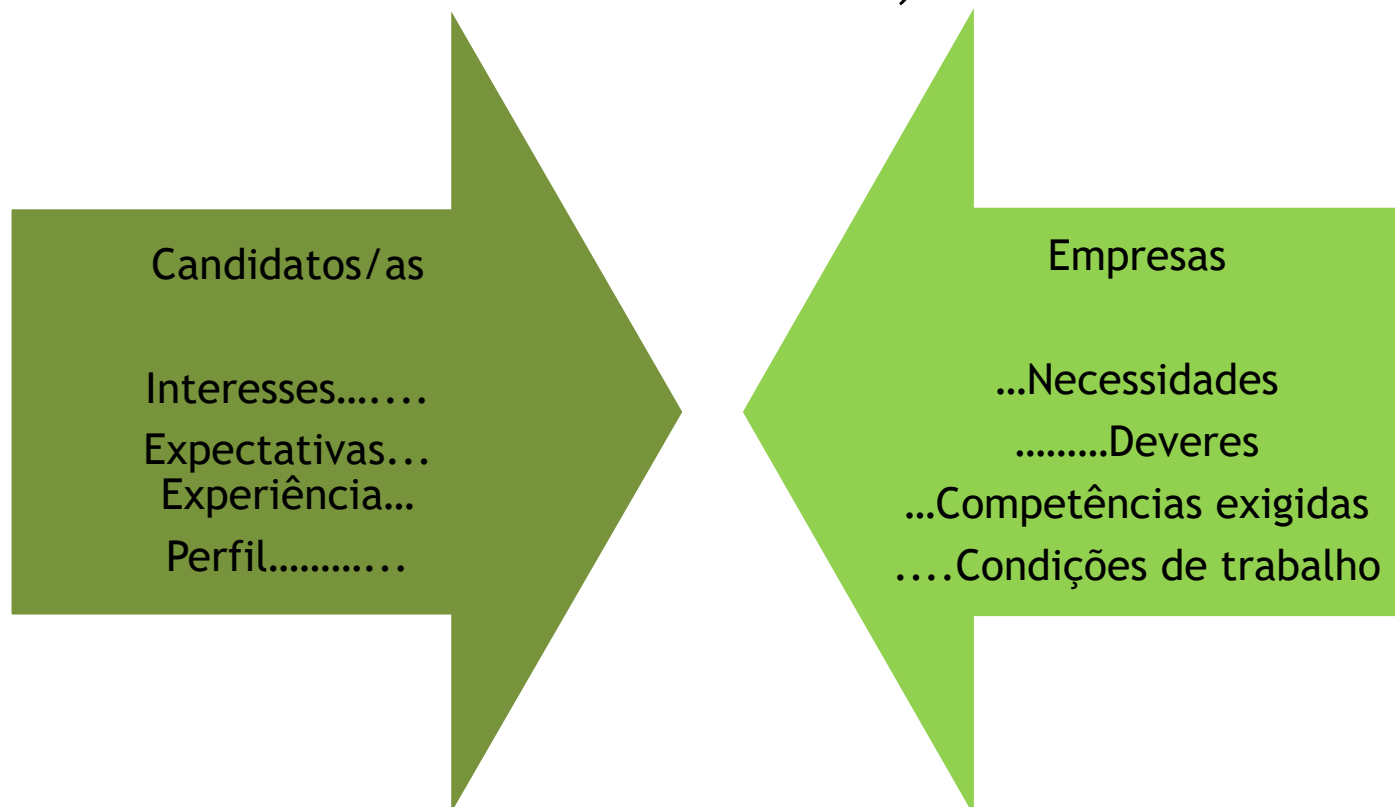 Candidatos/as
Interesses…....
Expectativas...
Experiência…
Perfil………...
Empresas
…Necessidades
………Deveres
…Competências exigidas
....Condições de trabalho